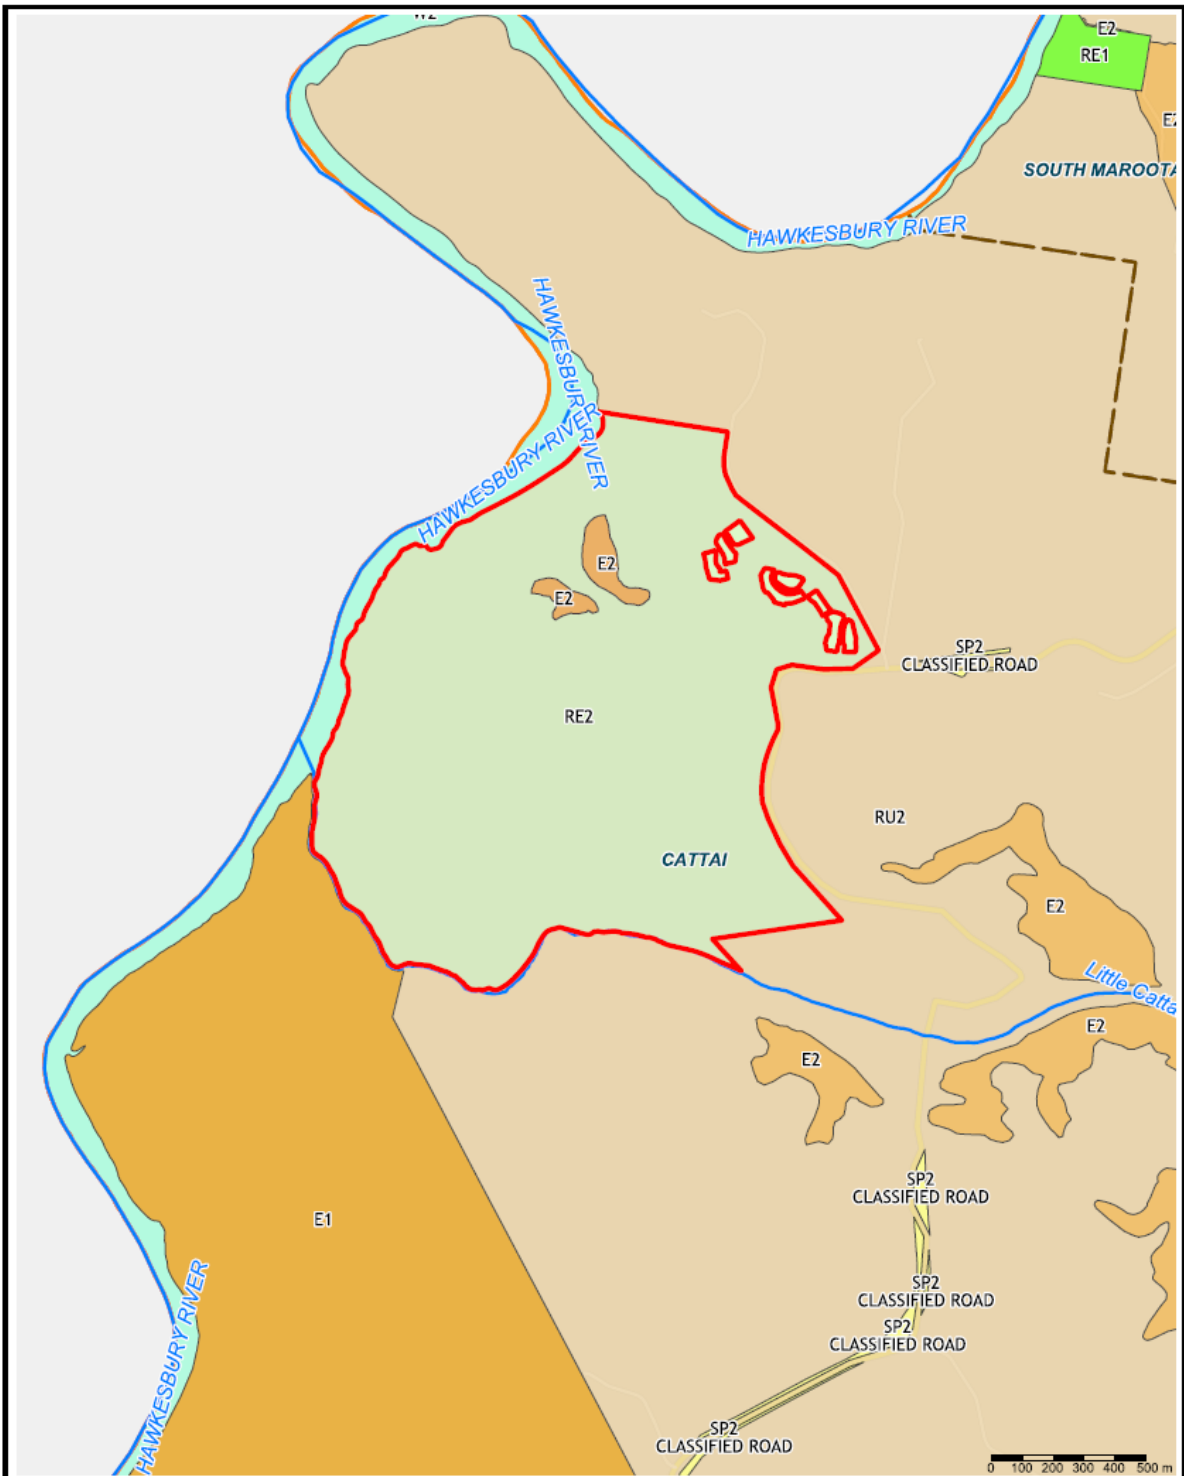 W2
E2
RE1
E2
SOUTH MAROOTA
HAWKESBURY RIVER
HAWKESBURY RIVER
HAWKESBURY RIVER
E2
E2
SP2
CLASSIFIED ROAD
RE2
RU2
CATTAI
E2
Little Catta
E2
E2
SP2
CLASSIFIED ROAD
E1
SP2
CLASSIFIED ROAD
SP2
CLASSIFIED ROAD
HAWKESBURY RIVER
SP2
CLASSIFIED ROAD
0 100 200 300 400 500 m